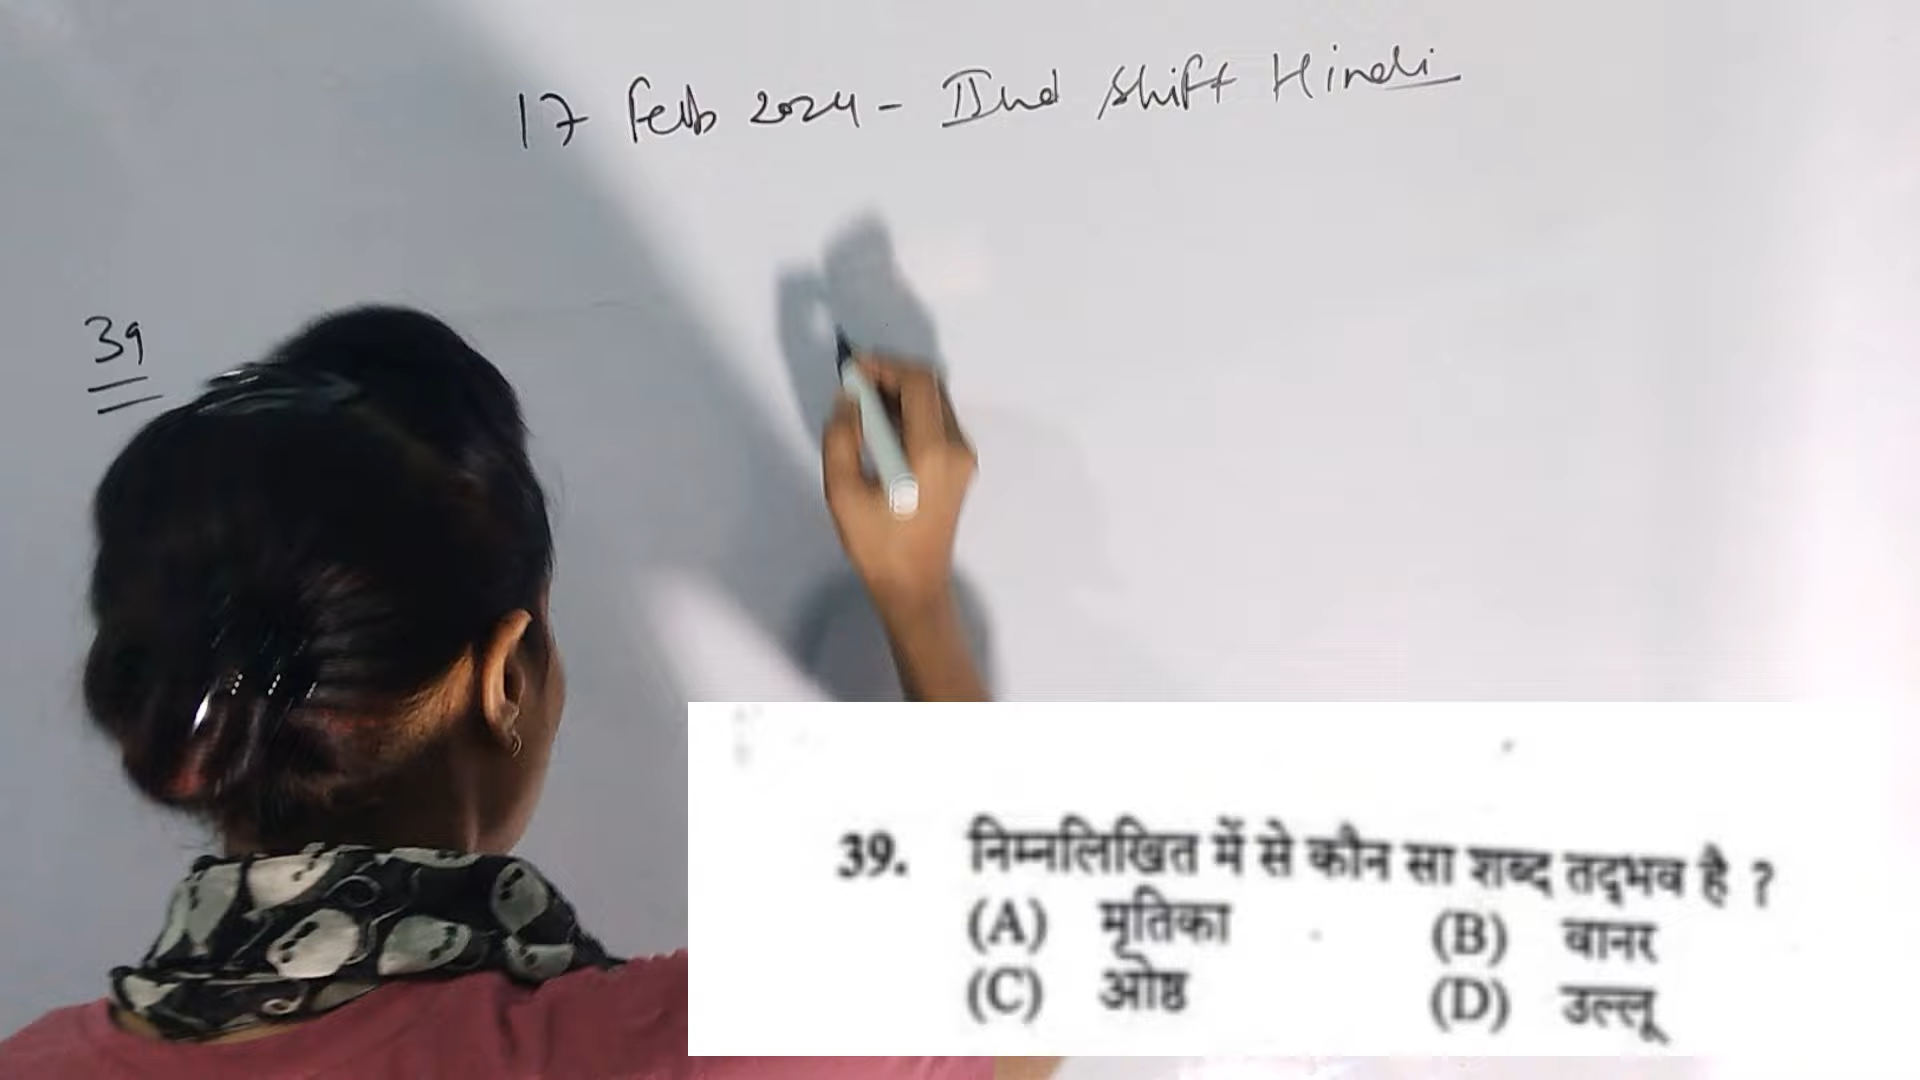 17 Feb 2024 - IInd Shift Hindi
39
39. निम्नलिखित में से कौन सा शब्द तद्भव है ?
(A) मृतिका (B) वानर
(C) ओष्ठ (D) उल्लू